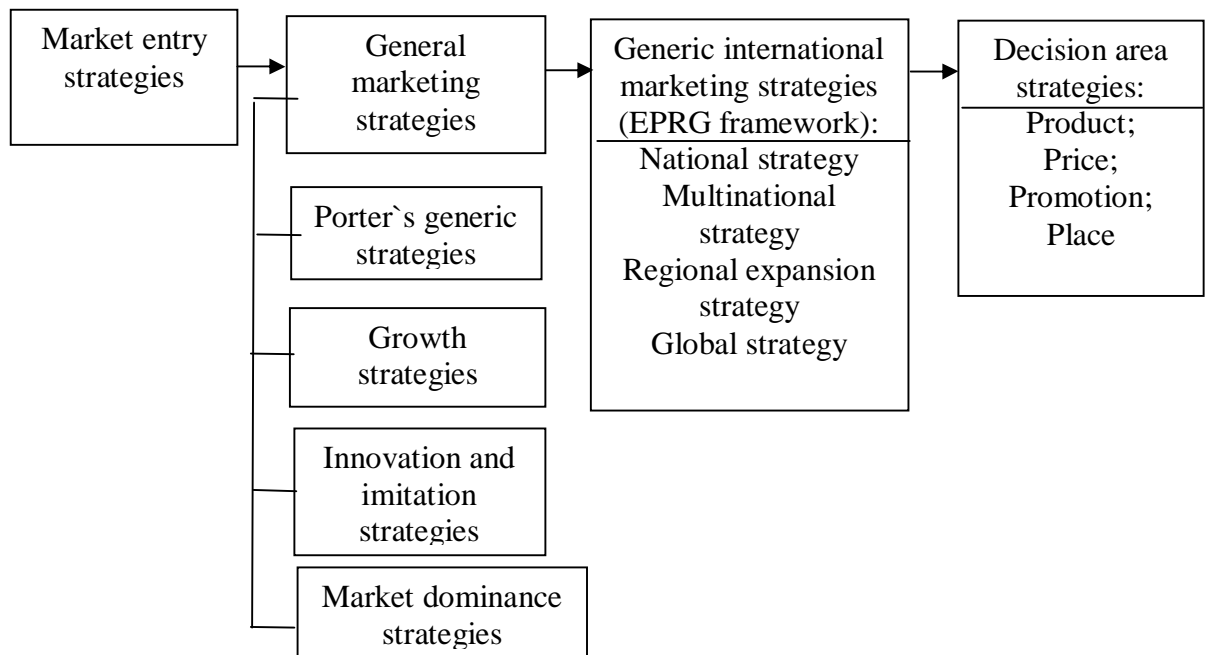 Market entry
strategies
General
marketing
strategies
Porter`s generic
strategies
Growth
strategies
Innovation and
imitation
strategies
Market dominance
strategies
Generic international
marketing strategies
(EPRG framework):
National strategy
Multinational
strategy
Regional expansion
strategy
Global strategy
Decision area
strategies:
Product;
Price;
Promotion;
Place